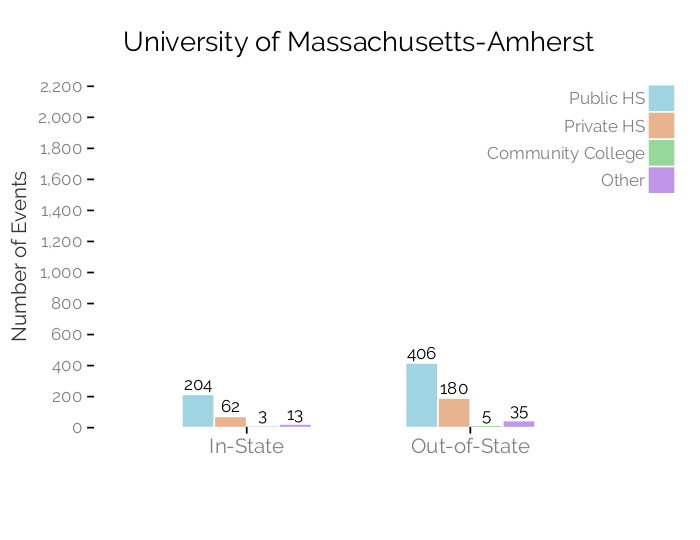 University of Massachusetts-Amherst
Number of Events
2,200
2,000
1,800
1,600
1,400
1,200
1,000
800
600
400
200
0
Public HS
Private HS
Community College
Other
204
62
3
13
406
180
5
35
In-State
Out-of-State